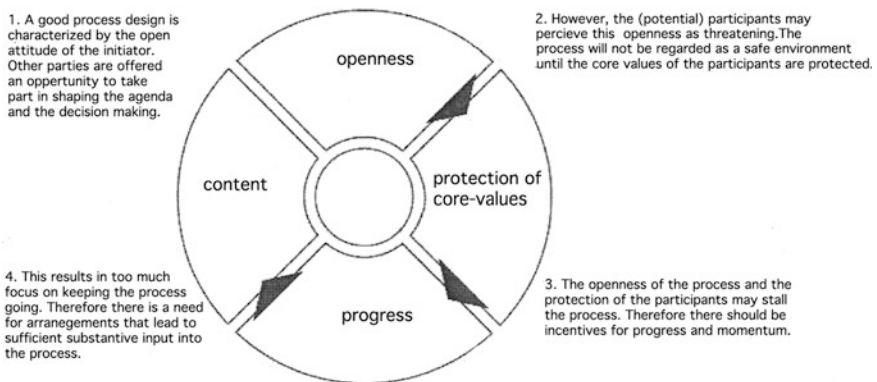 1. A good process design is
characterized by the open
attitude of the initiator.
Other parties are offered
an oppertunity to take
part in shaping the agenda
and the decision making.
2. However, the (potential) participants may
percieve this openness as threatening.The
process will not be regarded as a safe environment
until the core values of the participants are protected.
openness
content
protection of
core-values
progress
4. This results in too much
focus on keeping the process
going. Therefore there is a need
for arranegements that lead to
sufficient substantive input into
the process.
3. The openness of the process and the
protection of the participants may stall
the process. Therefore there should be
incentives for progress and momentum.